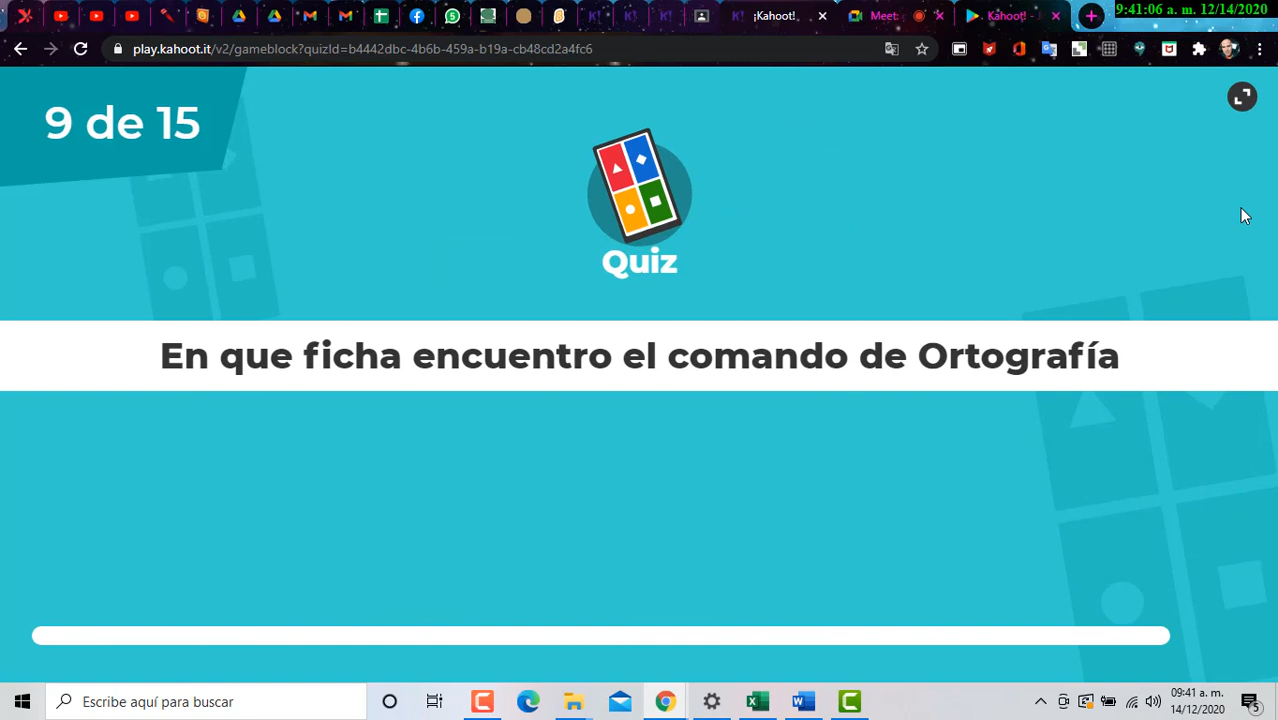 ¡Kahoot!
Meet:
Kahoot! -
9:41:06 a. m. 12/14/2020
play.kahoot.it/v2/gameblock?quizId=b4442dbc-4b6b-459a-b19a-cb48cd2a4fc6
9 de 15
Quiz
En que ficha encuentro el comando de Ortografía
Escribe aquí para buscar
09:41 a. m.
14/12/2020
5